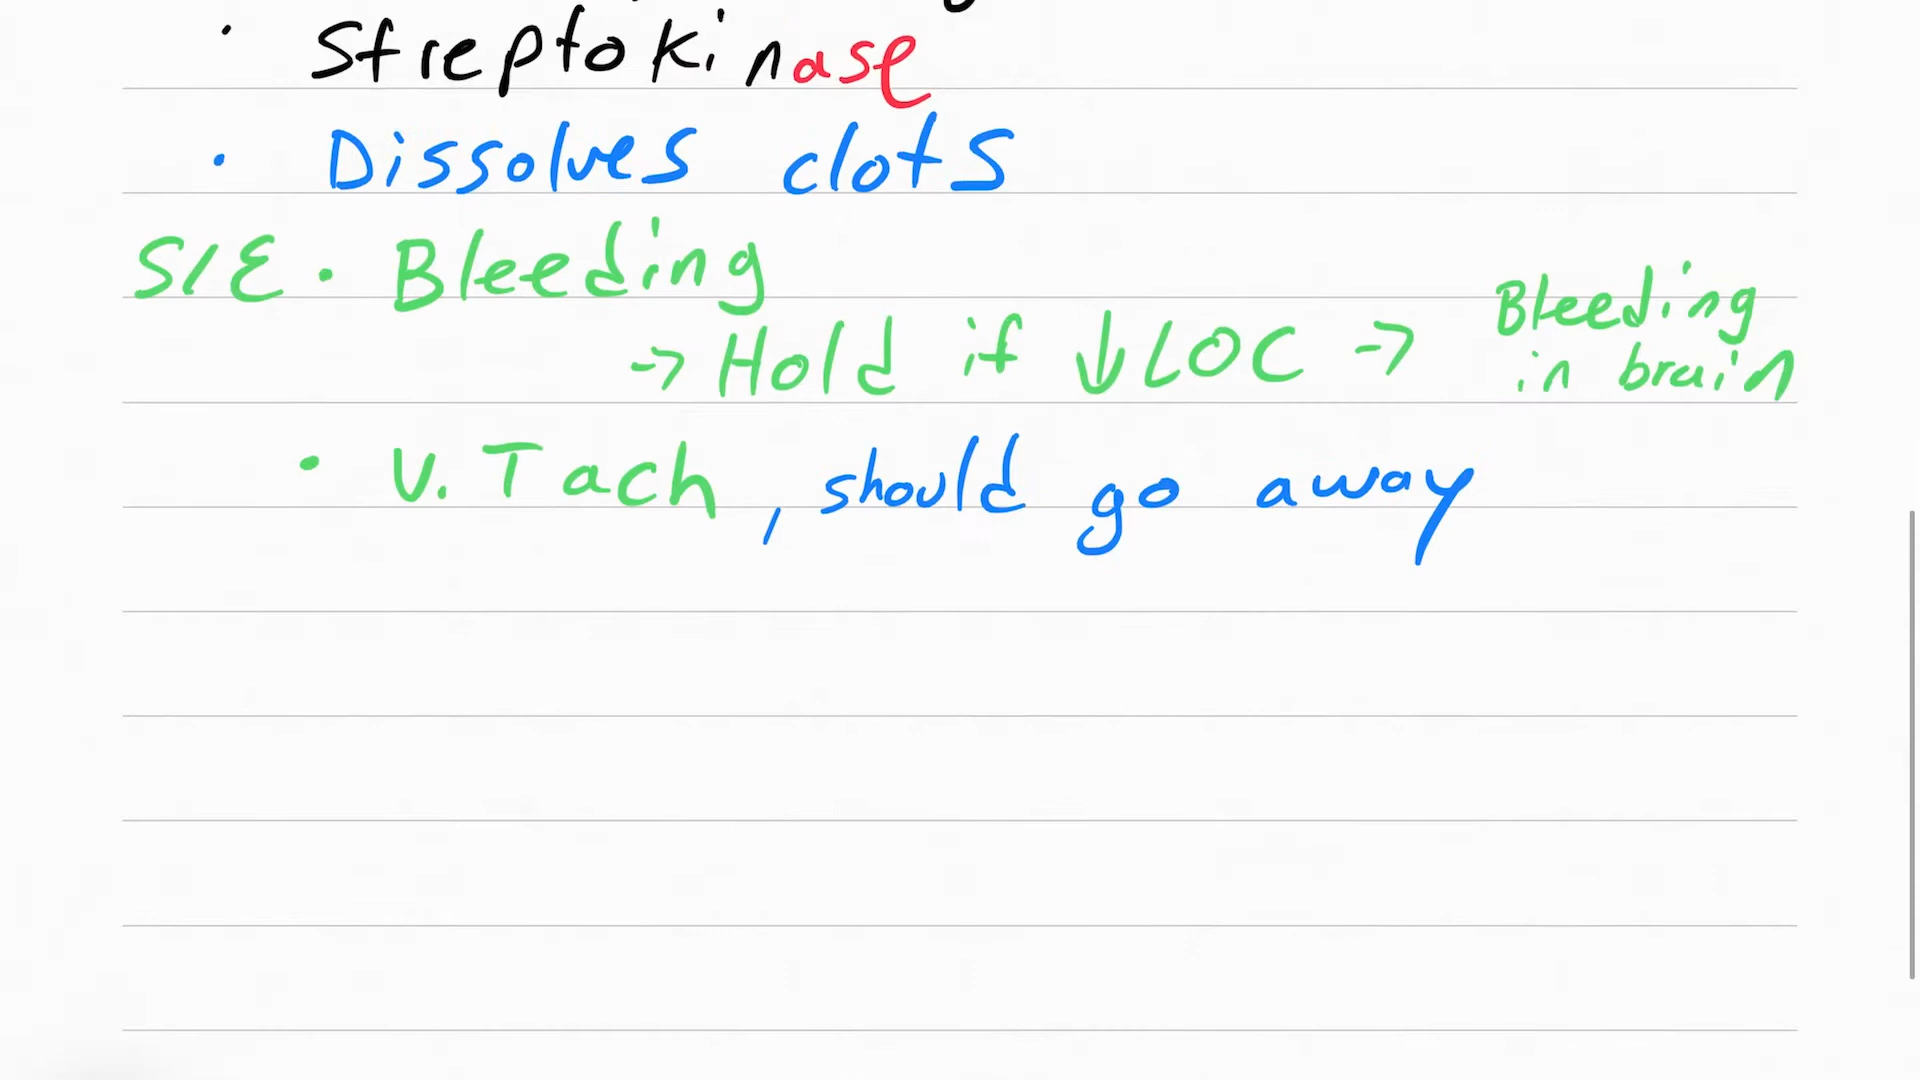 · Streptokinase
· Dissolves clots
S/E · Bleeding
-> Hold if ↓LOC -> Bleeding
in brain
· V. Tach, should go away